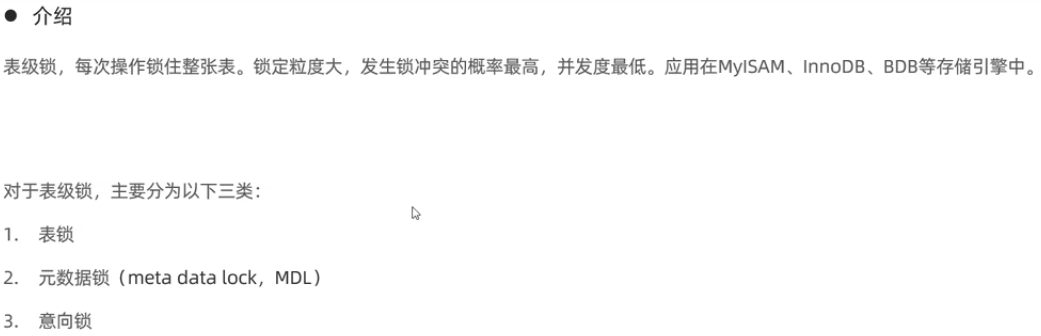 ● 介绍
表级锁，每次操作锁住整张表。锁定粒度大，发生锁冲突的概率最高，并发度最低。应用在MyISAM、InnoDB、BDB等存储引擎中。
对于表级锁，主要分为以下三类：
1. 表锁
2. 元数据锁（meta data lock，MDL）
3. 意向锁